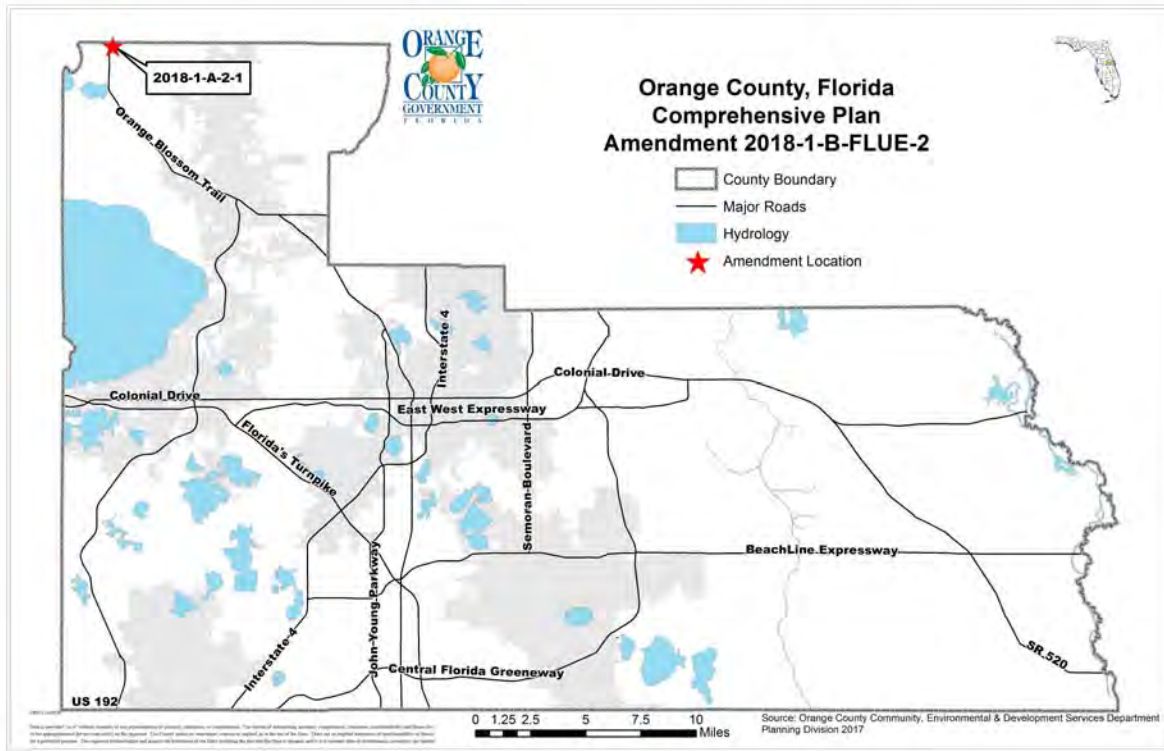 2018-1-A-2-1
ORANGE
COUNTY
GOVERNMENT
FLORIDA
Orange County, Florida
Comprehensive Plan
Amendment 2018-1-B-FLUE-2
County Boundary
Major Roads
Hydrology
Amendment Location
Orange Blossom Trail
Interstate 4
Colonial Drive
Colonial Drive
East West Expressway
Florida's Turnpike
Semoran Boulevard
John Young Parkway
BeachLine Expressway
Interstate 4
Central Florida Greeneway
SR 520
US 192
0 1.25 2.5 5 7.5 10
Miles
Source: Orange County Community, Environmental & Development Services Department
Planning Division 2017